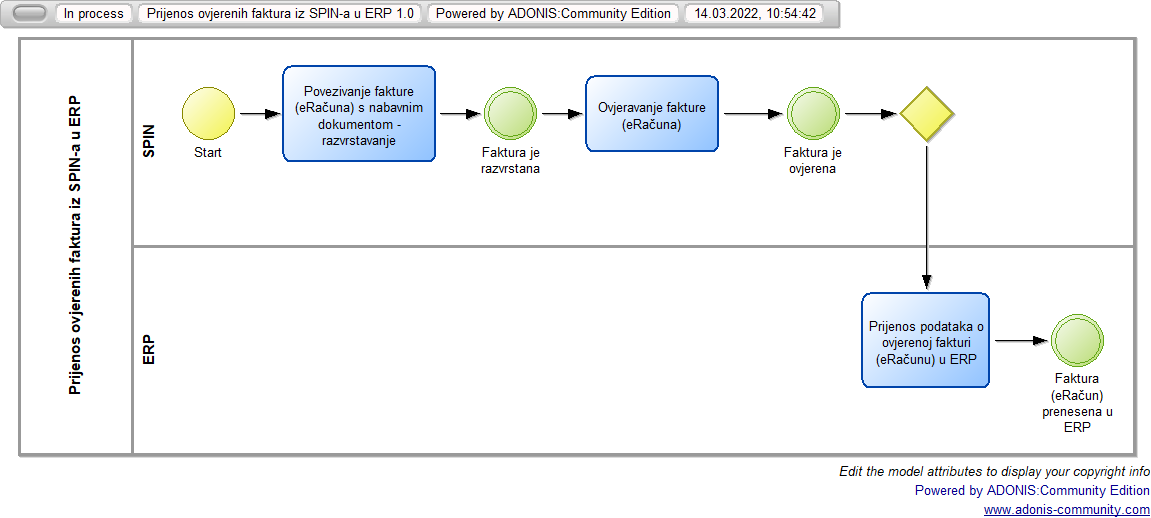 In process
Prijenos ovjerenih faktura iz SPIN-a u ERP 1.0
Powered by ADONIS:Community Edition
14.03.2022, 10:54:42
Prijenos ovjerenih faktura iz SPIN-a u ERP
SPIN
Start
Povezivanje fakture
(eRačuna) s nabavnim
dokumentom -
razvrstavanje
Faktura je
razvrstana
Ovjeravanje fakture
(eRačuna)
Faktura je
ovjerena
ERP
Prijenos podataka o
ovjerenoj fakturi
(eRačunu) u ERP
Faktura
(eRačun)
prenesena u
ERP
Edit the model attributes to display your copyright info
Powered by ADONIS:Community Edition
www.adonis-community.com